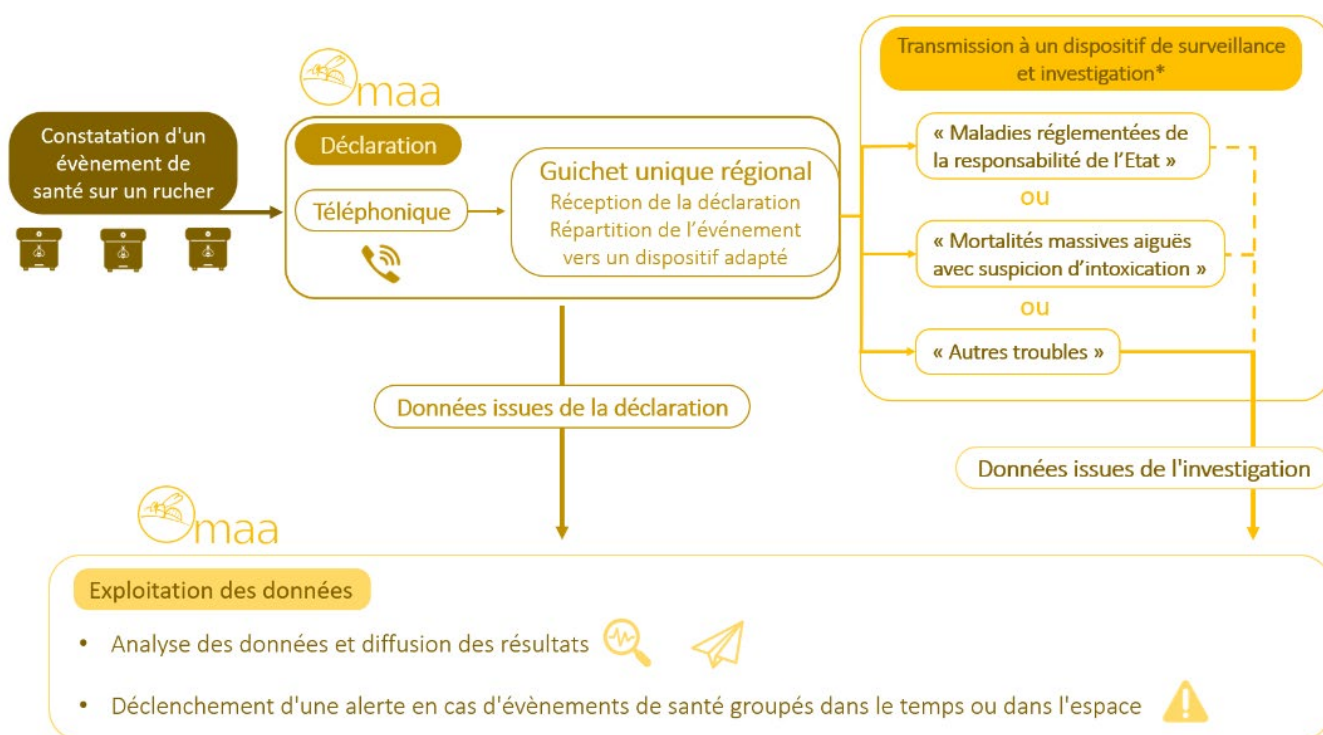 Constatation d'un
évènement de
santé sur un rucher
Omaa
Déclaration
Téléphonique
Guichet unique régional
Réception de la déclaration
Répartition de l'événement
vers un dispositif adapté
Transmission à un dispositif de surveillance
et investigation*
« Maladies réglementées de
la responsabilité de l'Etat »
ou
« Mortalités massives aiguës
avec suspicion d'intoxication »
ou
« Autres troubles »
Données issues de la déclaration
Données issues de l'investigation
Omaa
Exploitation des données
• Analyse des données et diffusion des résultats
• Déclenchement d'une alerte en cas d'évènements de santé groupés dans le temps ou dans l'espace